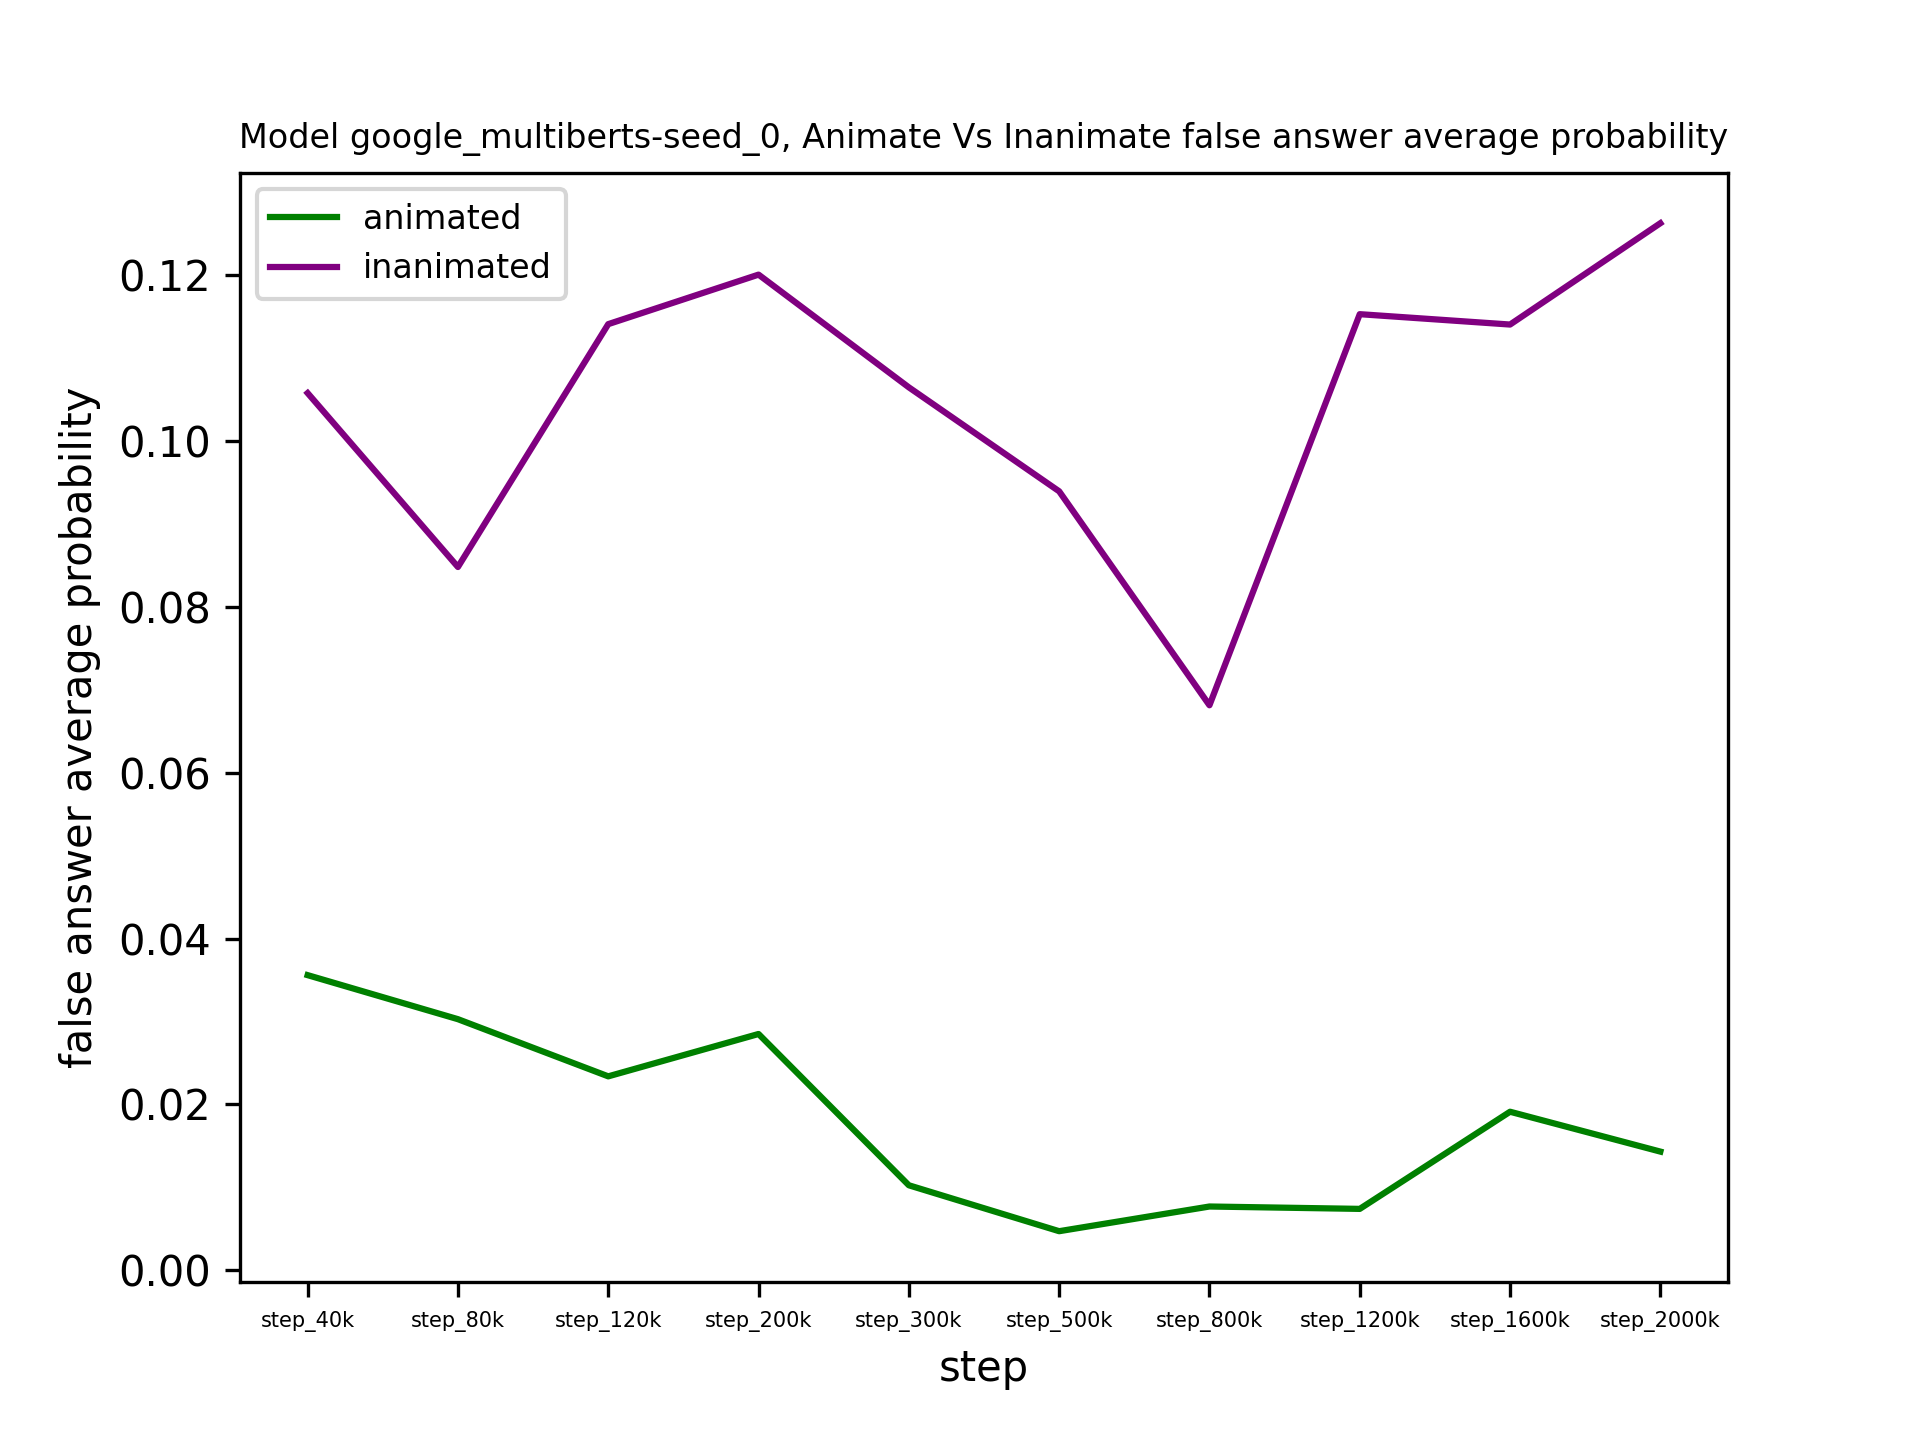 Model google_multiberts-seed_0, Animate Vs Inanimate false answer average probability
animated
inanimated
false answer average probability
0.12
0.10
0.08
0.06
0.04
0.02
0.00
step_40k step_80k step_120k step_200k step_300k step_500k step_800k step_1200k step_1600k step_2000k
step